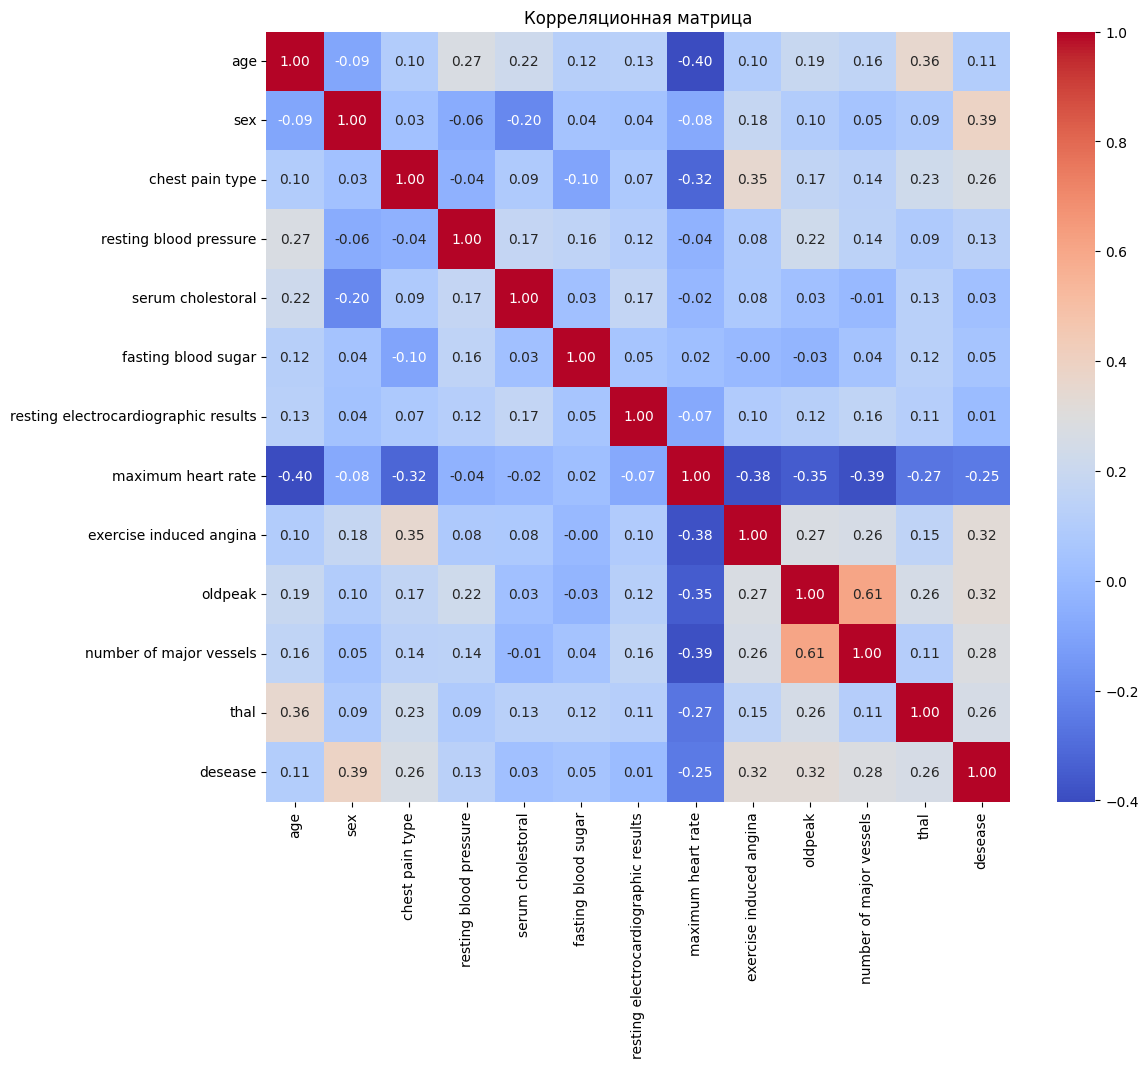 Корреляционная матрица
age 1.00 -0.09 0.10 0.27 0.22 0.12 0.13 -0.40 0.10 0.19 0.16 0.36 0.11
sex -0.09 1.00 0.03 -0.06 -0.20 0.04 0.04 -0.08 0.18 0.10 0.05 0.09 0.39
chest pain type 0.10 0.03 1.00 -0.04 0.09 -0.10 0.07 -0.32 0.35 0.17 0.14 0.23 0.26
resting blood pressure 0.27 -0.06 -0.04 1.00 0.17 0.16 0.12 -0.04 0.08 0.22 0.14 0.09 0.13
serum cholestoral 0.22 -0.20 0.09 0.17 1.00 0.03 0.17 -0.02 0.08 0.03 -0.01 0.13 0.03
fasting blood sugar 0.12 0.04 -0.10 0.16 0.03 1.00 0.05 0.02 -0.00 -0.03 0.04 0.12 0.05
resting electrocardiographic results 0.13 0.04 0.07 0.12 0.17 0.05 1.00 -0.07 0.10 0.12 0.16 0.11 0.01
maximum heart rate -0.40 -0.08 -0.32 -0.04 -0.02 0.02 -0.07 1.00 -0.38 -0.35 -0.39 -0.27 -0.25
exercise induced angina 0.10 0.18 0.35 0.08 0.08 -0.00 0.10 -0.38 1.00 0.27 0.26 0.15 0.32
oldpeak 0.19 0.10 0.17 0.22 0.03 -0.03 0.12 -0.35 0.27 1.00 0.61 0.26 0.32
number of major vessels 0.16 0.05 0.14 0.14 -0.01 0.04 0.16 -0.39 0.26 0.61 1.00 0.11 0.28
thal 0.36 0.09 0.23 0.09 0.13 0.12 0.11 -0.27 0.15 0.26 0.11 1.00 0.26
desease 0.11 0.39 0.26 0.13 0.03 0.05 0.01 -0.25 0.32 0.32 0.28 0.26 1.00
age
sex
chest pain type
resting blood pressure
serum cholestoral
fasting blood sugar
resting electrocardiographic results
maximum heart rate
exercise induced angina
oldpeak
number of major vessels
thal
desease
1.0
0.8
0.6
0.4
0.2
0.0
−0.2
−0.4